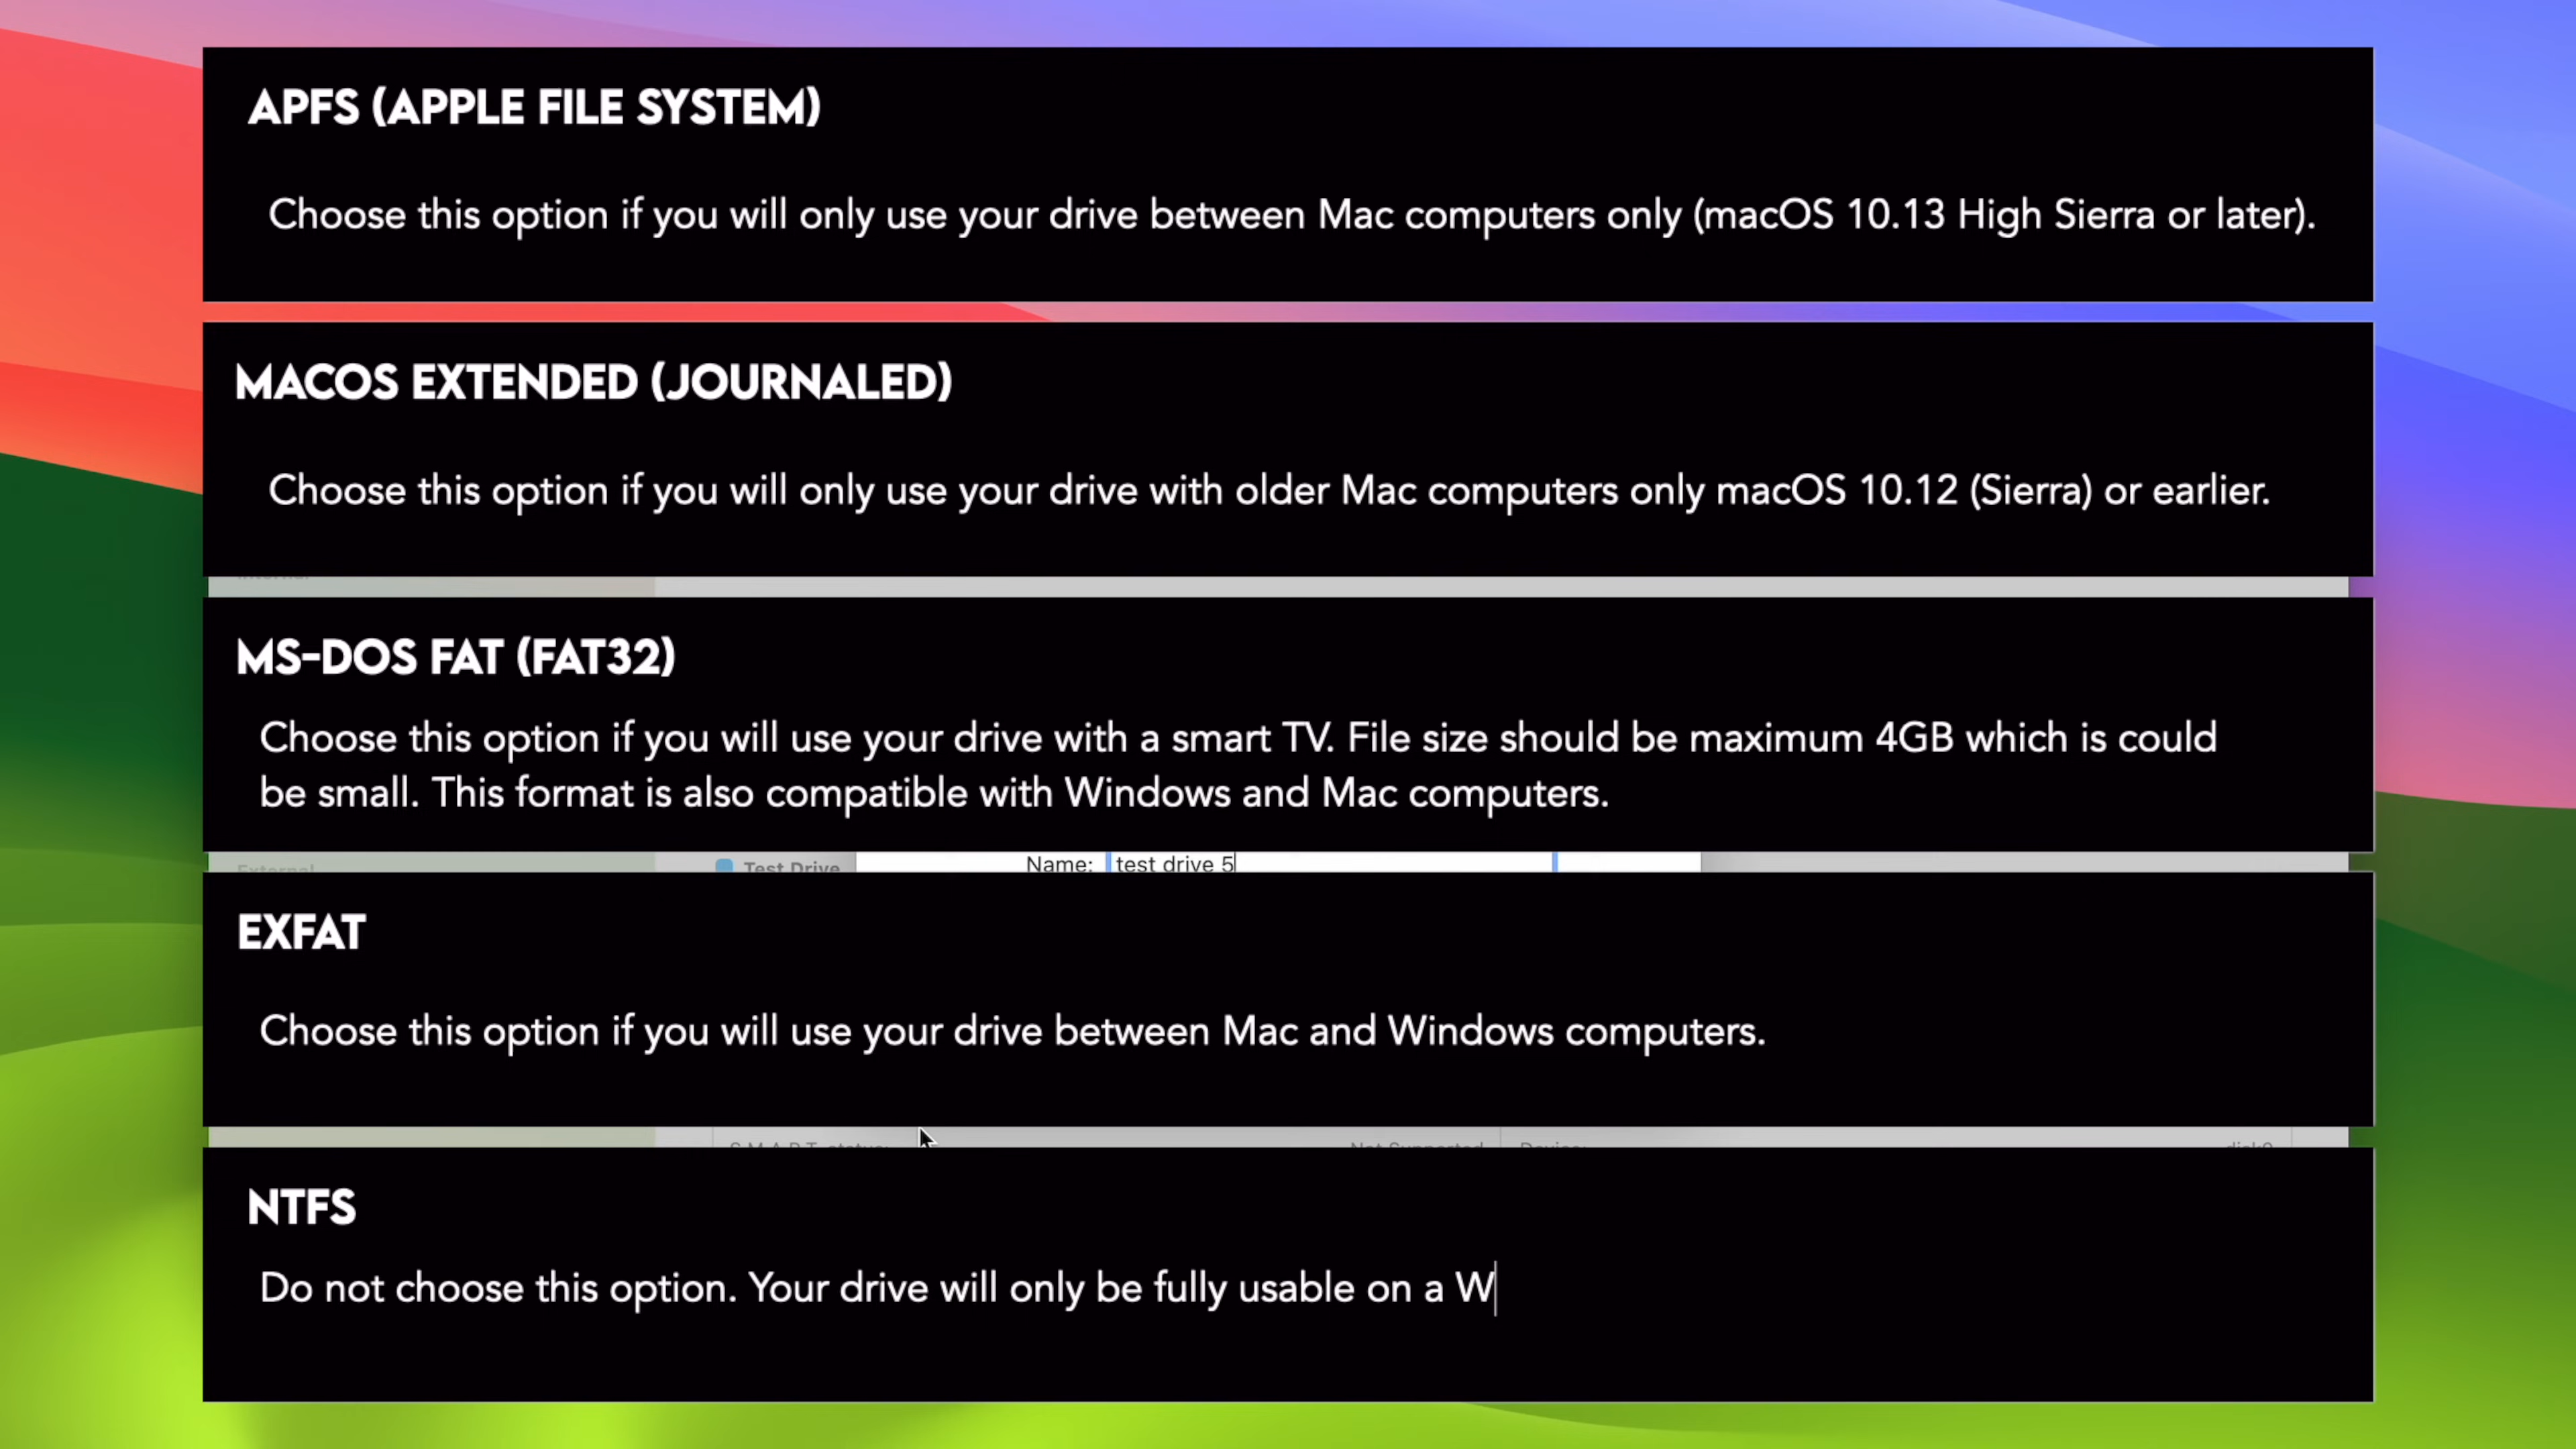 APFS (APPLE FILE SYSTEM)
Choose this option if you will only use your drive between Mac computers only (macOS 10.13 High Sierra or later).
MACOS EXTENDED (JOURNALED)
Choose this option if you will only use your drive with older Mac computers only macOS 10.12 (Sierra) or earlier.
MS-DOS FAT (FAT32)
Choose this option if you will use your drive with a smart TV. File size should be maximum 4GB which is could
be small. This format is also compatible with Windows and Mac computers.
External Test Drive Name: test drive 5
EXFAT
Choose this option if you will use your drive between Mac and Windows computers.
NTFS
Do not choose this option. Your drive will only be fully usable on a W